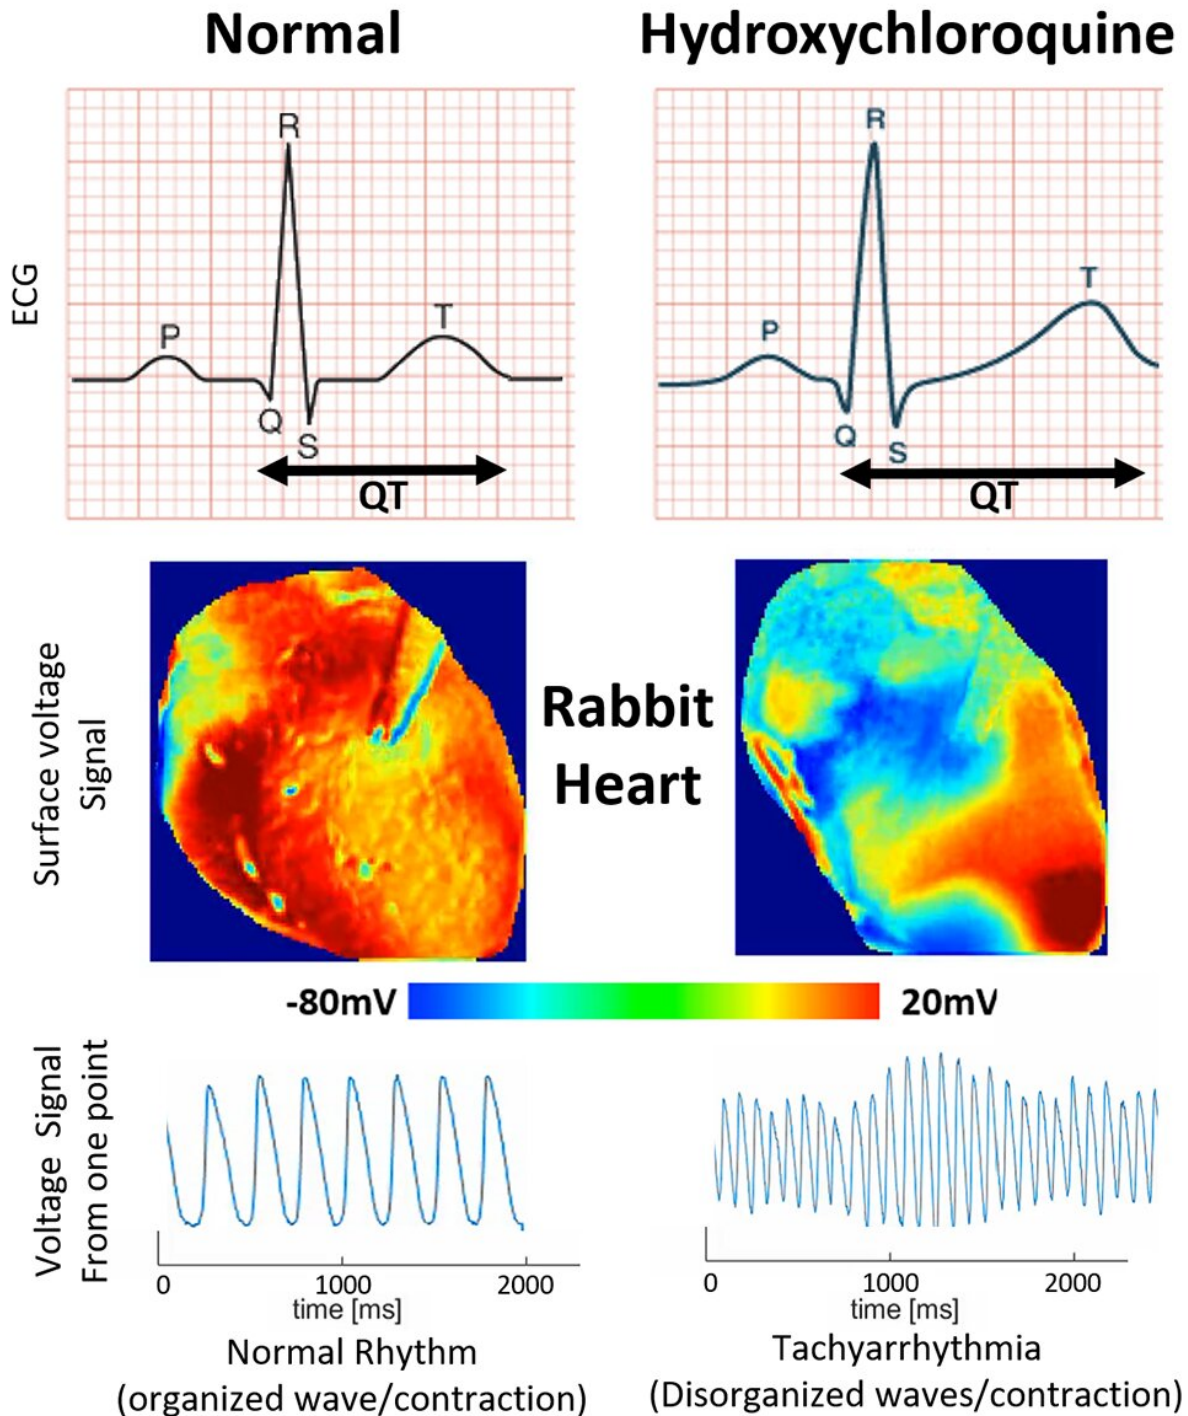 Normal
Hydroxychloroquine
ECG
R
P
T
Q
S
QT
R
P
T
Q
S
QT
Surface voltage
Signal
Rabbit
Heart
-80mV
20mV
Voltage Signal
From one point
0
1000
2000
time [ms]
0
1000
2000
time [ms]
Normal Rhythm
(organized wave/contraction)
Tachyarrhythmia
(Disorganized waves/contraction)